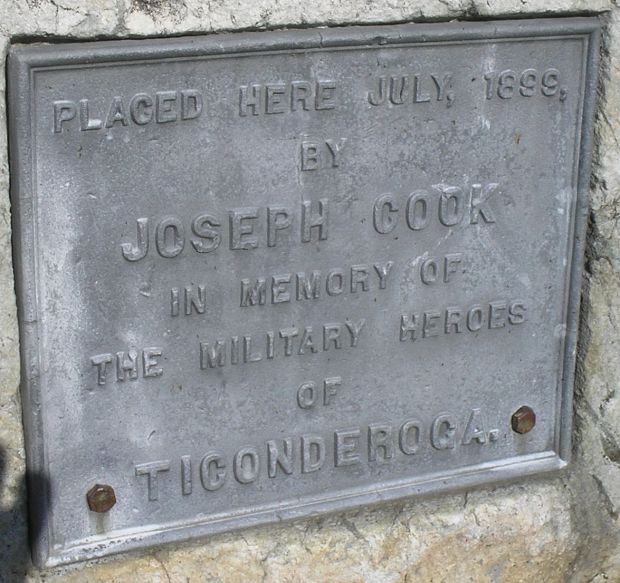 PLACED HERE JULY, 1899,
BY
JOSEPH COOK
IN MEMORY OF
THE MILITARY HEROES
OF
TICONDEROGA.